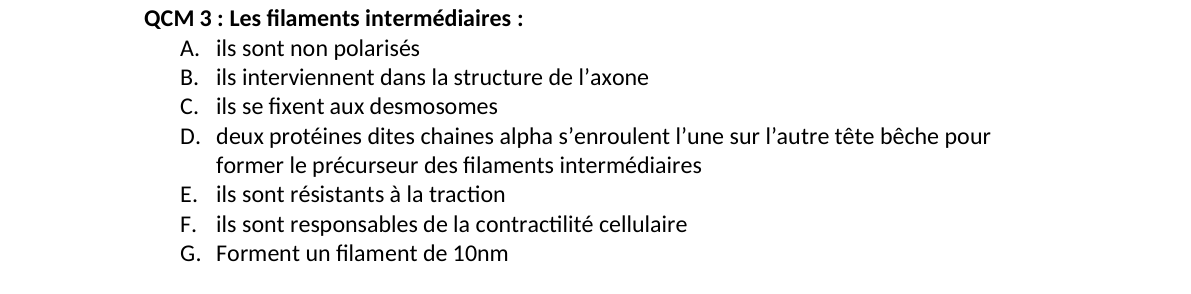 QCM 3 : Les filaments intermédiaires :
A. ils sont non polarisés
B. ils interviennent dans la structure de l’axone
C. ils se fixent aux desmosomes
D. deux protéines dites chaines alpha s’enroulent l’une sur l’autre tête bêche pour
former le précurseur des filaments intermédiaires
E. ils sont résistants à la traction
F. ils sont responsables de la contractilité cellulaire
G. Forment un filament de 10nm